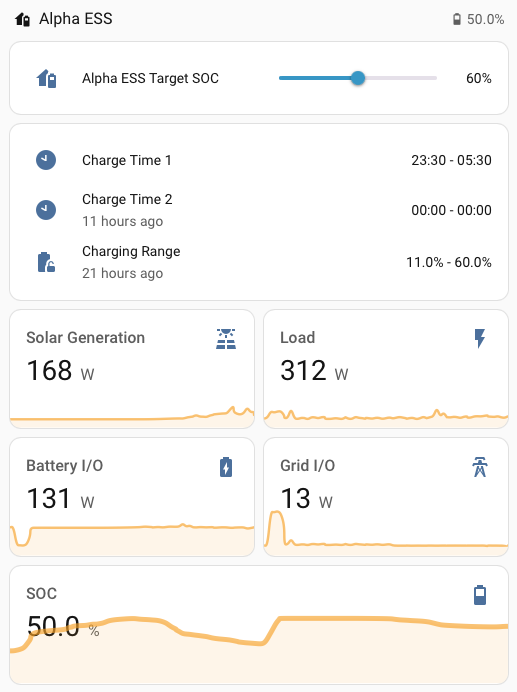 Alpha ESS 50.0%
Alpha ESS Target SOC 60%
Charge Time 1 23:30 - 05:30
Charge Time 2
11 hours ago 00:00 - 00:00
Charging Range
21 hours ago 11.0% - 60.0%
Solar Generation
168 W
Load
312 W
Battery I/O
131 W
Grid I/O
13 W
SOC
50.0 %